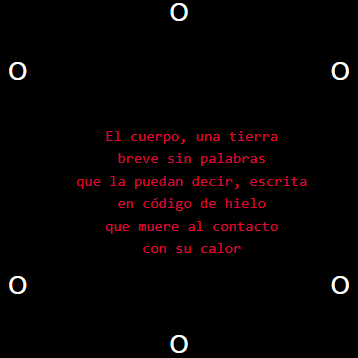 O
O O
El cuerpo, una tierra
breve sin palabras
que la puedan decir, escrita
en código de hielo
que muere al contacto
con su calor
O O
O